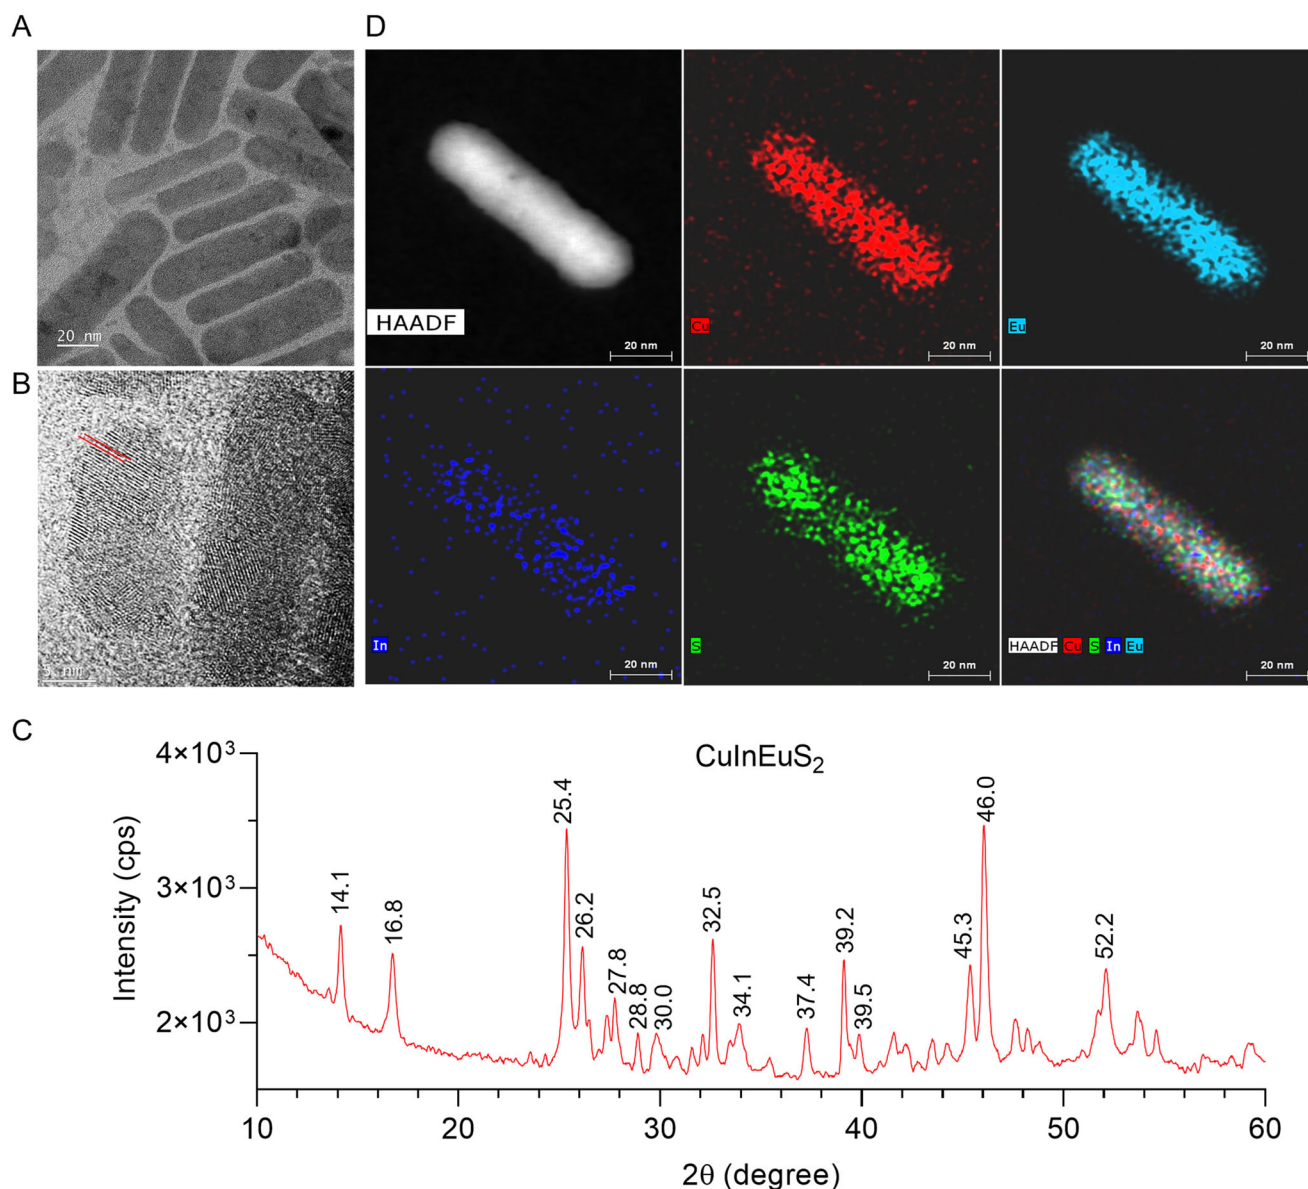 A
D
20 nm
HAADF
20 nm
Cu
20 nm
Eu
20 nm
B
5 nm
In
20 nm
S
20 nm
HAADF Cu S In Eu
20 nm
C
CuInEuS2
4×10³
3×10³
2×10³
Intensity (cps)
14.1
16.8
25.4
26.2
27.8
28.8
30.0
32.5
34.1
37.4
39.2
39.5
45.3
46.0
52.2
10 20 30 40 50 60
2θ (degree)